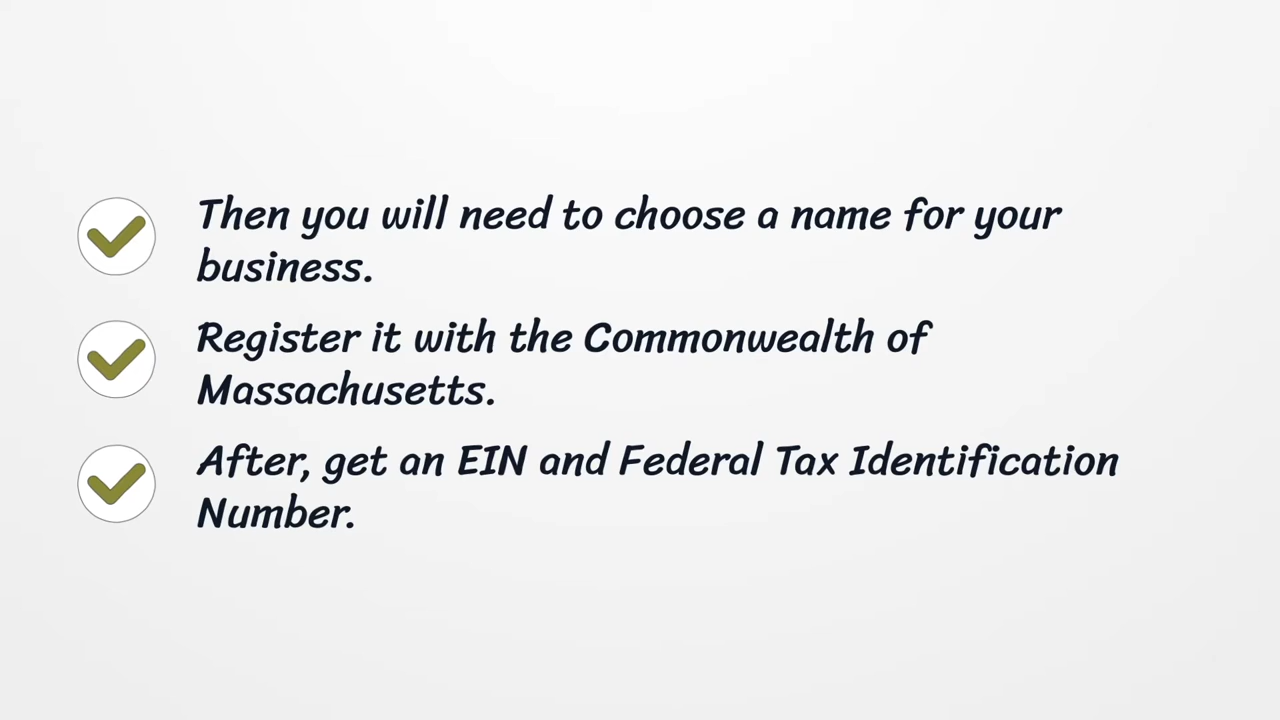 Then you will need to choose a name for your
business.
Register it with the Commonwealth of
Massachusetts.
After, get an EIN and Federal Tax Identification
Number.